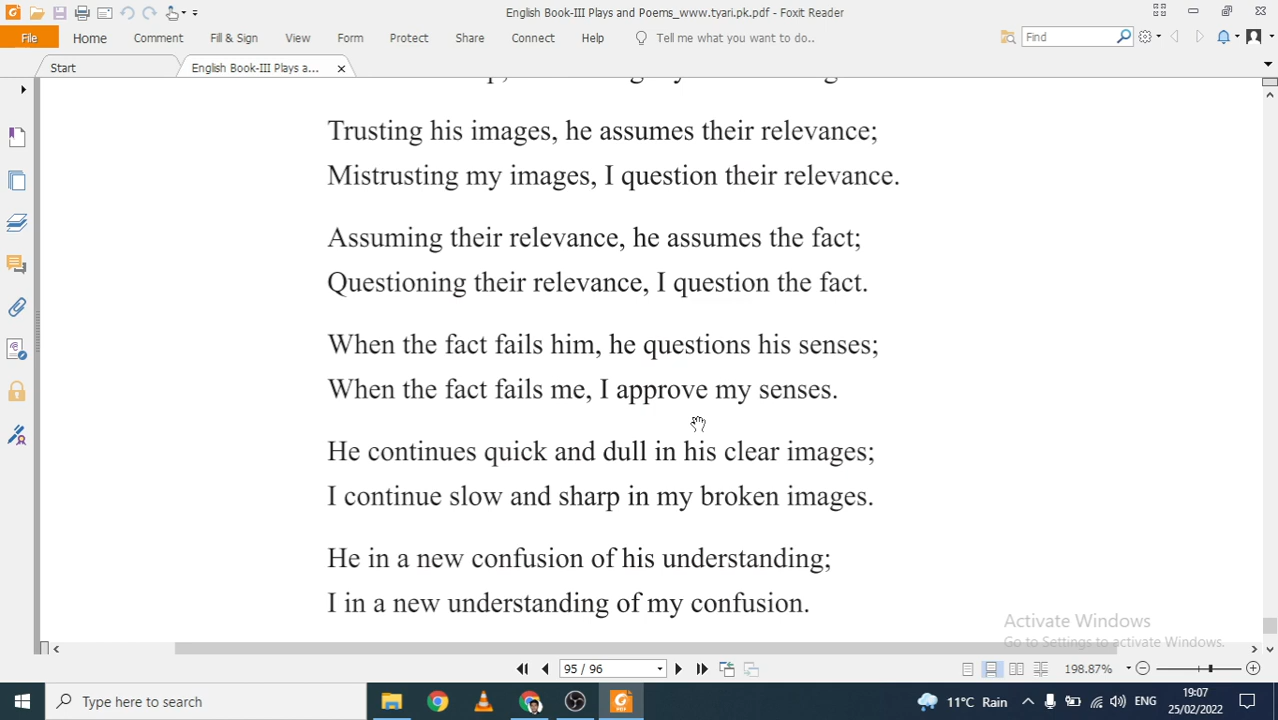 English Book-III Plays and Poems_www.tyari.pk.pdf - Foxit Reader
File Home Comment Fill & Sign View Form Protect Share Connect Help Tell me what you want to do.. Find
Start English Book-III Plays a...
Trusting his images, he assumes their relevance;
Mistrusting my images, I question their relevance.
Assuming their relevance, he assumes the fact;
Questioning their relevance, I question the fact.
When the fact fails him, he questions his senses;
When the fact fails me, I approve my senses.
He continues quick and dull in his clear images;
I continue slow and sharp in my broken images.
He in a new confusion of his understanding;
I in a new understanding of my confusion.
Activate Windows
Go to Settings to activate Windows.
95 / 96 198.87%
Type here to search 11°C Rain ENG 19:07
25/02/2022